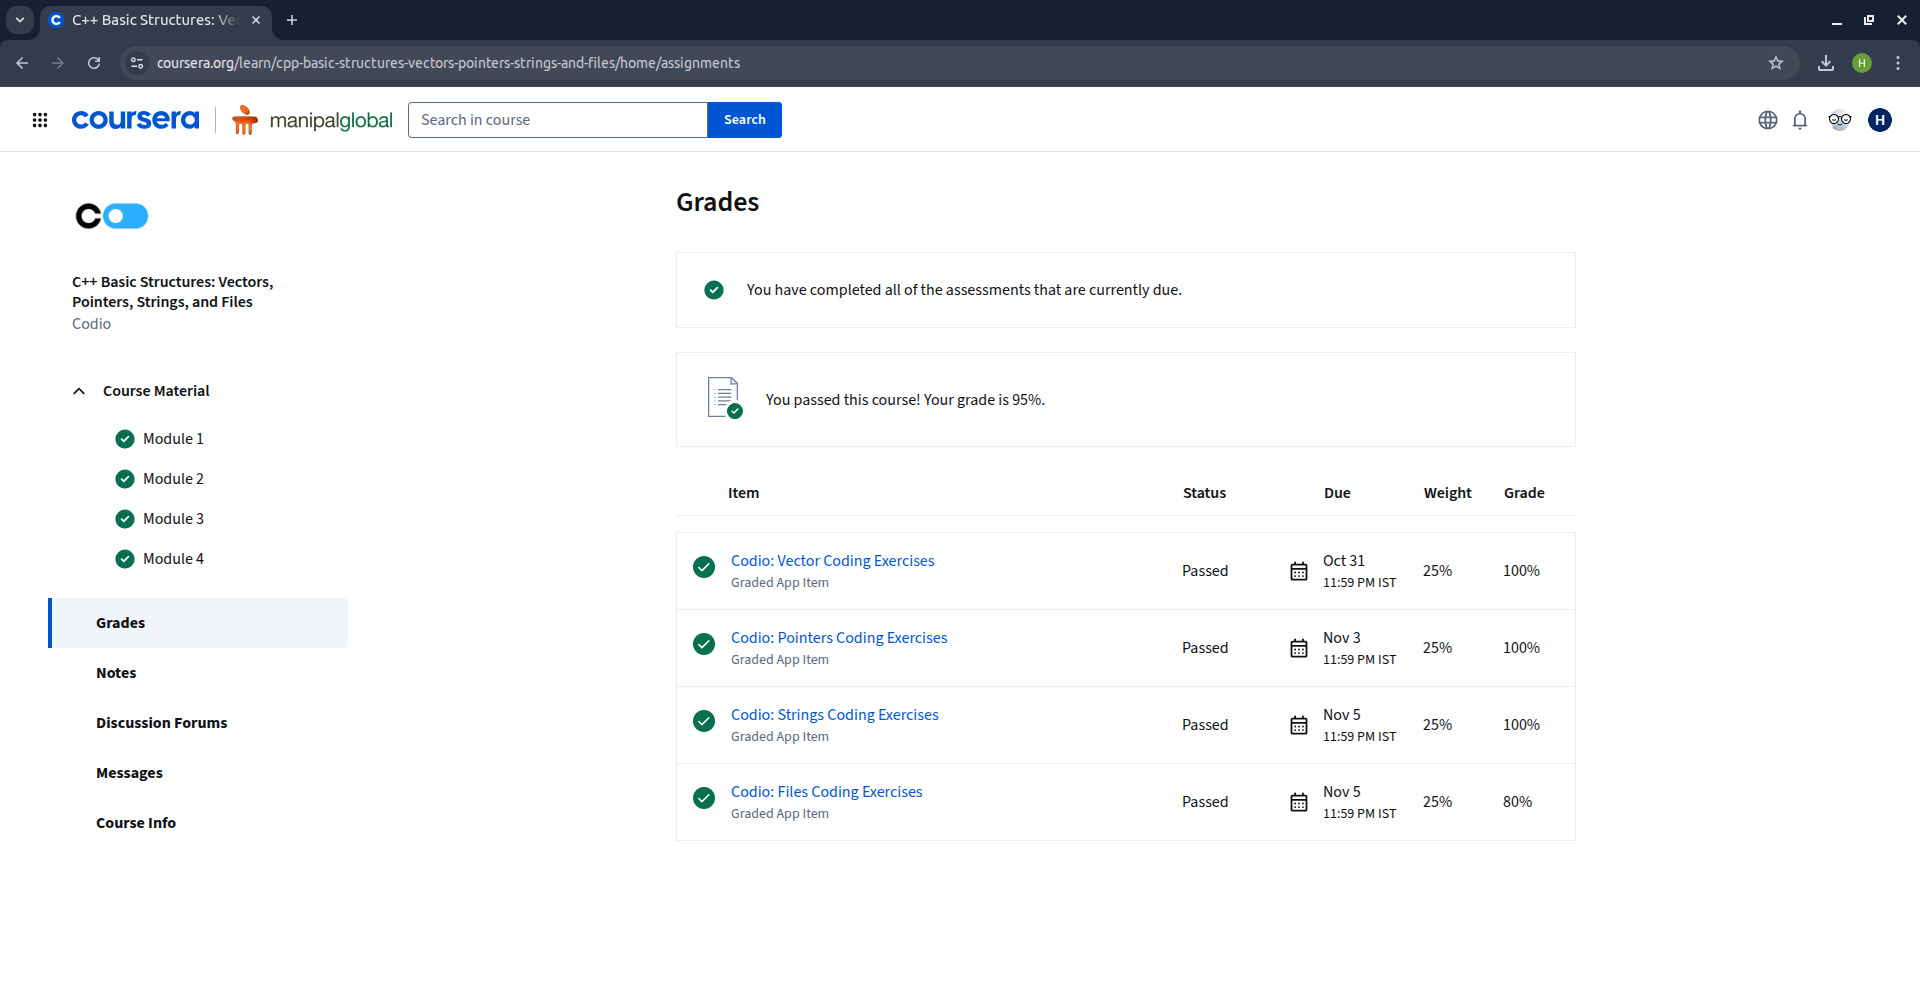 C++ Basic Structures: Ve
coursera.org/learn/cpp-basic-structures-vectors-pointers-strings-and-files/home/assignments
H
coursera
manipalglobal
Search in course
Search
H
C++ Basic Structures: Vectors,
Pointers, Strings, and Files
Codio
Course Material
Module 1
Module 2
Module 3
Module 4
Grades
Notes
Discussion Forums
Messages
Course Info
Grades
You have completed all of the assessments that are currently due.
You passed this course! Your grade is 95%.
Item Status Due Weight Grade
Codio: Vector Coding Exercises
Graded App Item
Passed
Oct 31
11:59 PM IST
25%
100%
Codio: Pointers Coding Exercises
Graded App Item
Passed
Nov 3
11:59 PM IST
25%
100%
Codio: Strings Coding Exercises
Graded App Item
Passed
Nov 5
11:59 PM IST
25%
100%
Codio: Files Coding Exercises
Graded App Item
Passed
Nov 5
11:59 PM IST
25%
80%